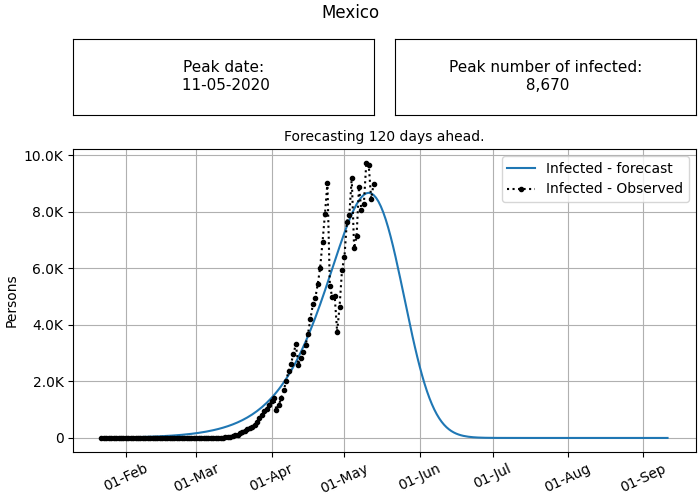 Mexico
Peak date:
11-05-2020
Peak number of infected:
8,670
Forecasting 120 days ahead.
10.0K
8.0K
6.0K
4.0K
2.0K
0
Persons
Infected - forecast
Infected - Observed
01-Feb
01-Mar
01-Apr
01-May
01-Jun
01-Jul
01-Aug
01-Sep